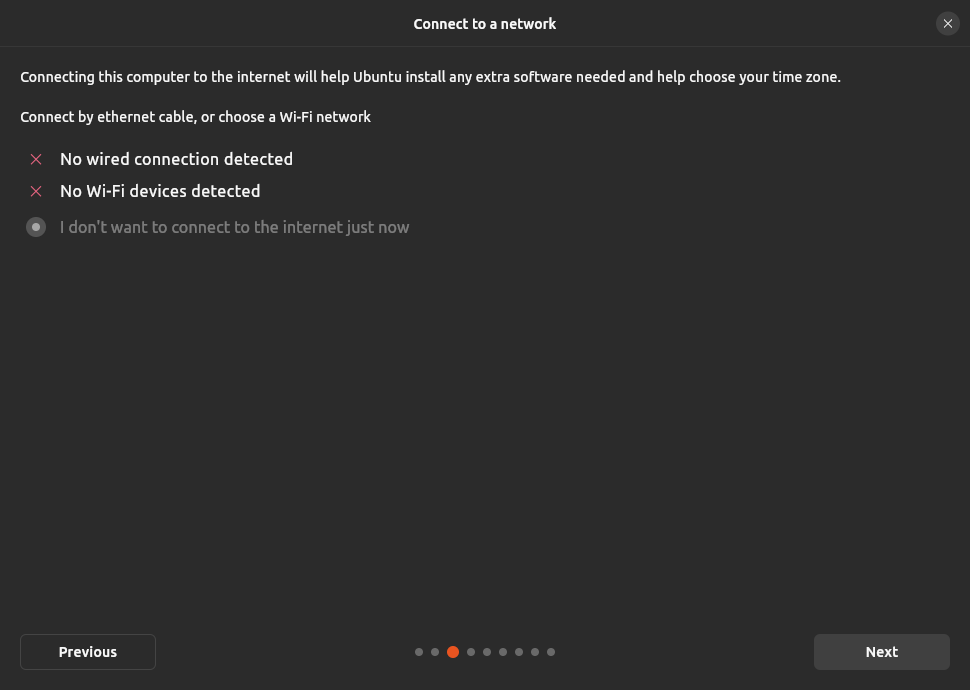 Connect to a network
Connecting this computer to the internet will help Ubuntu install any extra software needed and help choose your time zone.
Connect by ethernet cable, or choose a Wi-Fi network
No wired connection detected
No Wi-Fi devices detected
I don't want to connect to the internet just now
Previous
Next